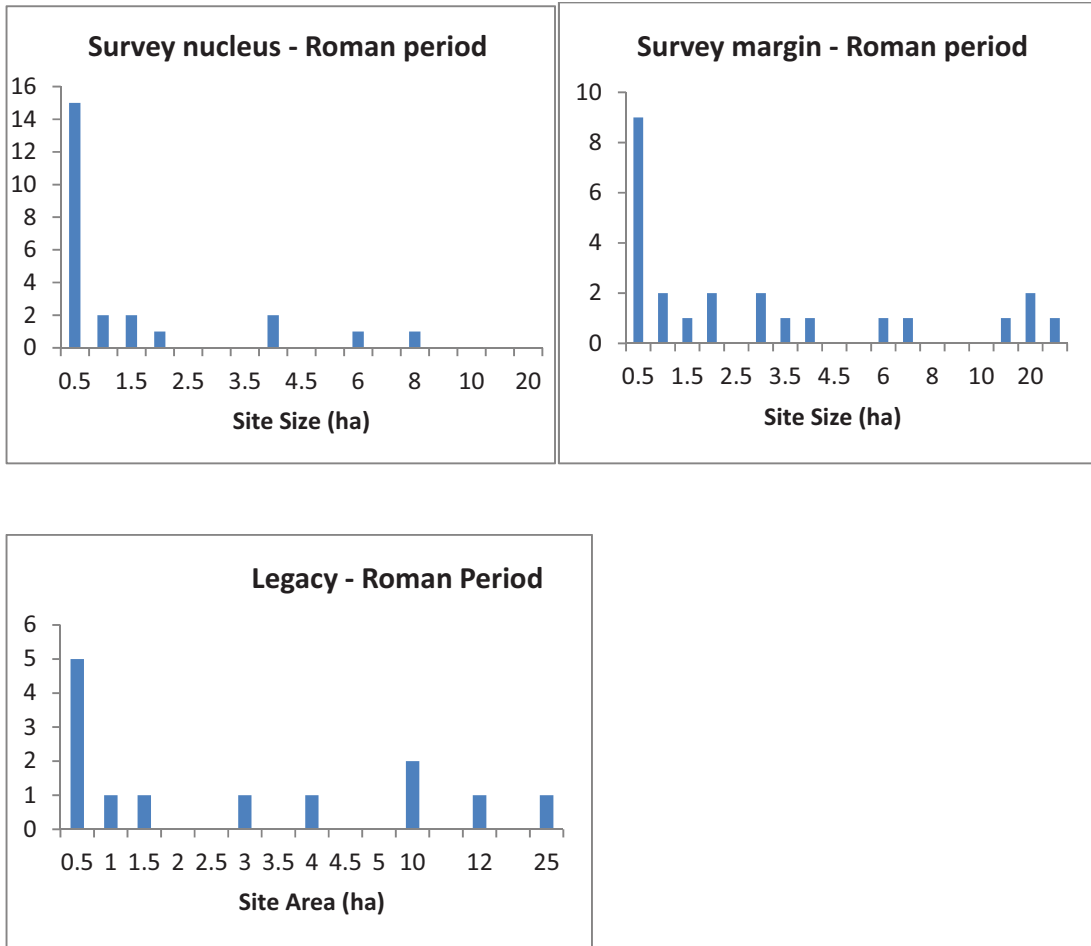 Survey nucleus - Roman period
16
14
12
10
8
6
4
2
0
0.5 1.5 2.5 3.5 4.5 6 8 10 20
Site Size (ha)
Survey margin - Roman period
10
8
6
4
2
0
0.5 1.5 2.5 3.5 4.5 6 8 10 20
Site Size (ha)
Legacy - Roman Period
6
5
4
3
2
1
0
0.5 1 1.5 2 2.5 3 3.5 4 4.5 5 10 12 25
Site Area (ha)